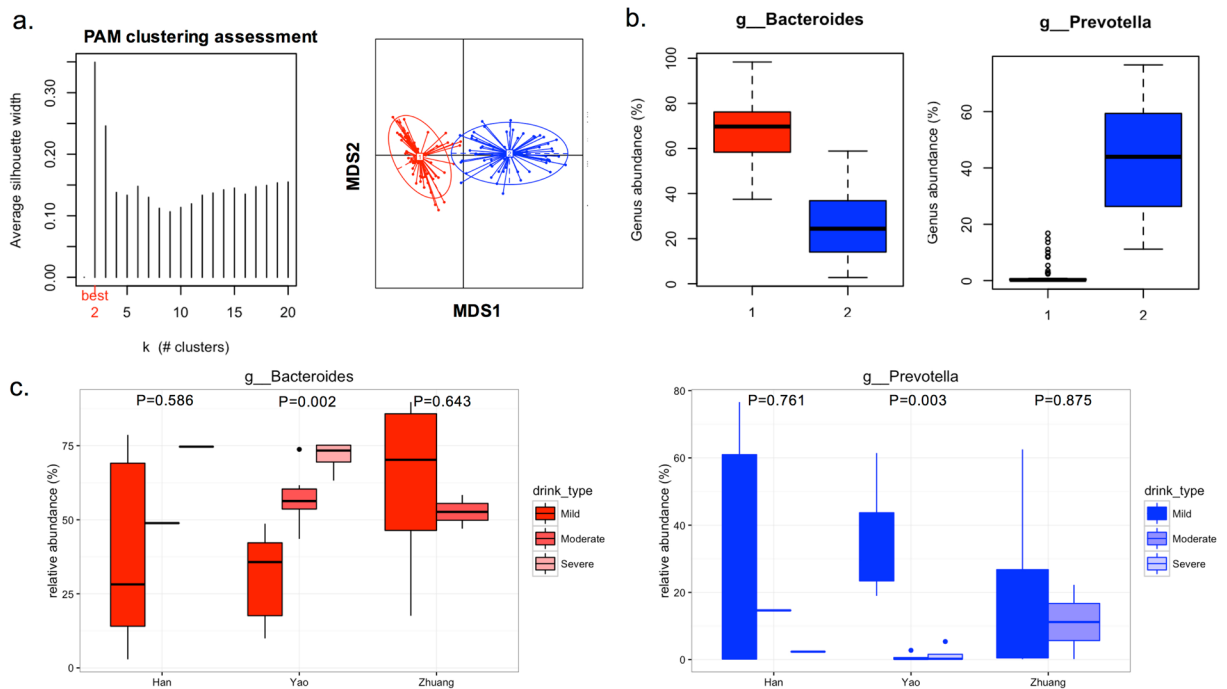 a.
PAM clustering assessment
Average silhouette width
0.00 0.10 0.20 0.30
best
2 5 10 15 20
k (# clusters)
MDS2
MDS1
b.
g__Bacteroides
Genus abundance (%)
0 20 40 60 80 100
1 2
g__Prevotella
Genus abundance (%)
0 20 40 60
1 2
c.
g__Bacteroides
P=0.586 P=0.002 P=0.643
relative abundance (%)
75
50
25
0
Han Yao Zhuang
drink_type
Mild
Moderate
Severe
g__Prevotella
P=0.761 P=0.003 P=0.875
relative abundance (%)
80
60
40
20
0
Han Yao Zhuang
drink_type
Mild
Moderate
Severe